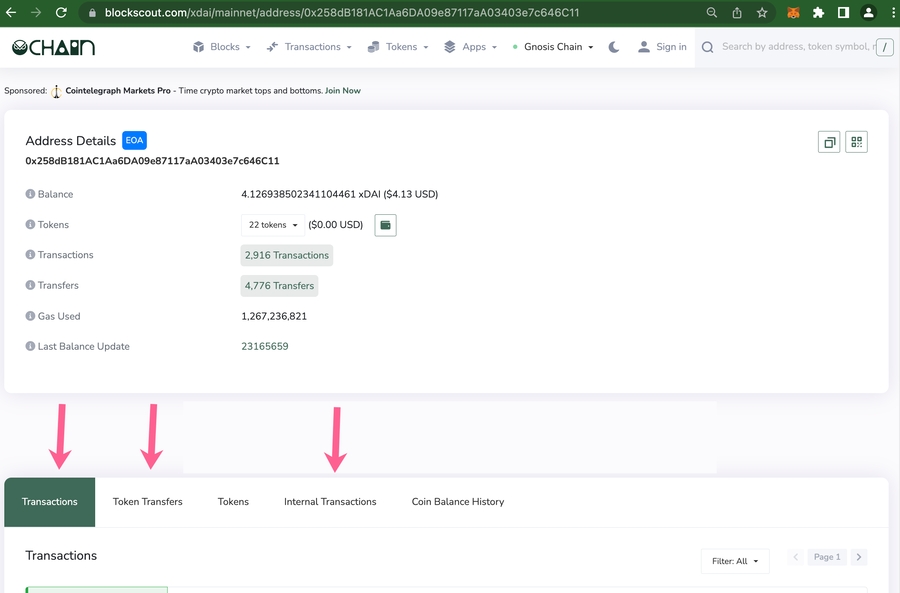 blockscout.com/xdai/mainnet/address/0x258dB181AC1Aa6DA09e87117aA03403e7c646C11
CHAIN Blocks Transactions Tokens Apps Gnosis Chain Sign in Search by address, token symbol, /
Sponsored: Cointelegraph Markets Pro - Time crypto market tops and bottoms. Join Now
Address Details EOA
0x258dB181AC1Aa6DA09e87117aA03403e7c646C11
Balance 4.126938502341104461 xDAI ($4.13 USD)
Tokens 22 tokens ($0.00 USD)
Transactions 2,916 Transactions
Transfers 4,776 Transfers
Gas Used 1,267,236,821
Last Balance Update 23165659
Transactions Token Transfers Tokens Internal Transactions Coin Balance History
Transactions
Filter: All Page 1